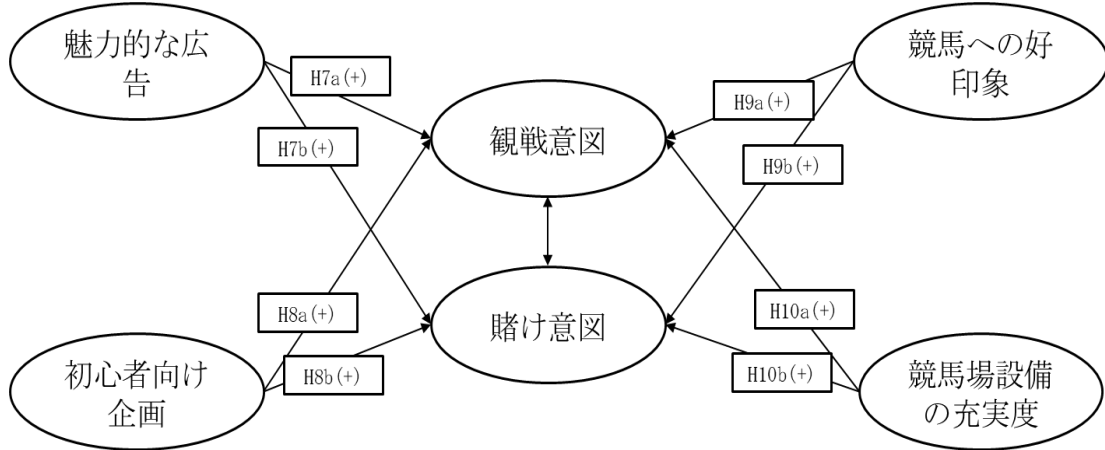 魅力的な広
告
競馬への好
印象
H7a(+)
H9a(+)
観戦意図
H7b(+)
H9b(+)
H8a(+)
H10a(+)
賭け意図
H8b(+)
H10b(+)
初心者向け
企画
競馬場設備
の充実度